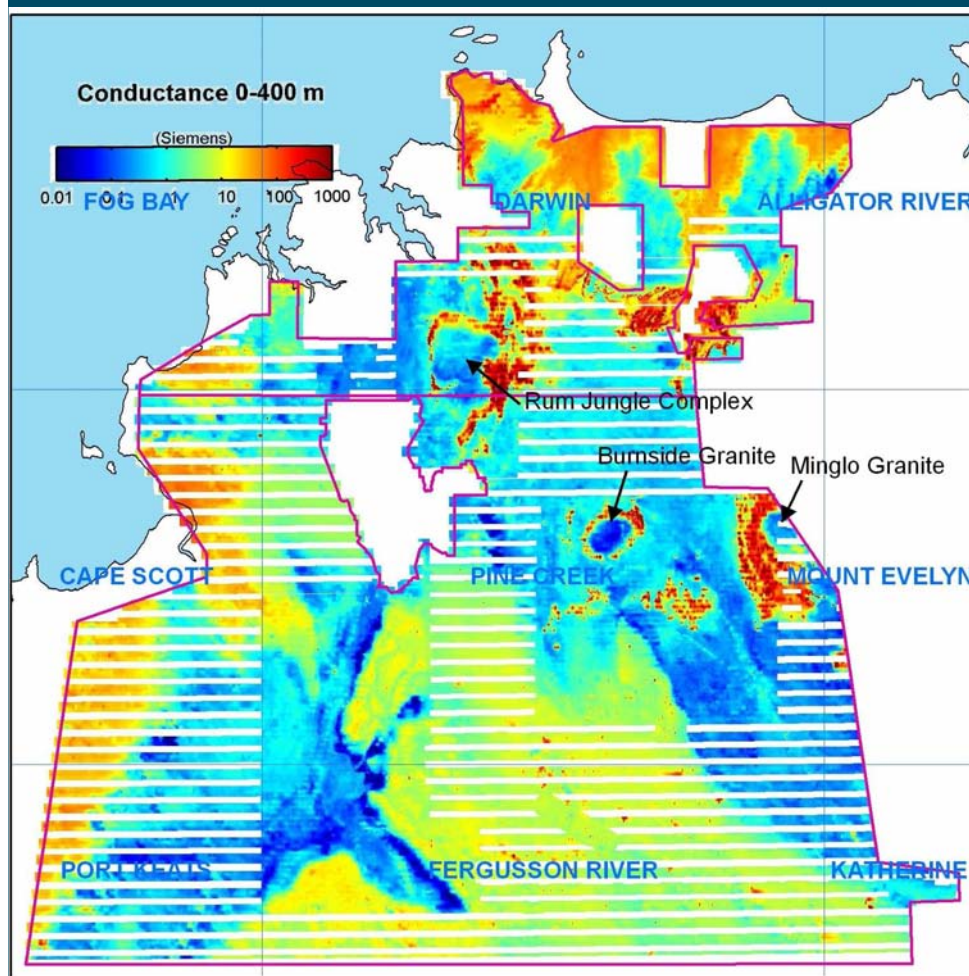 Conductance 0-400 m
(Siemens)
0.01 0.1 1 10 100 1000
FOG BAY DARWIN ALLIGATOR RIVER
Rum Jungle Complex
Burnside Granite Minglo Granite
CAPE SCOTT PINE CREEK MOUNT EVELYN
PORT KEATS FERGUSSON RIVER KATHERINE